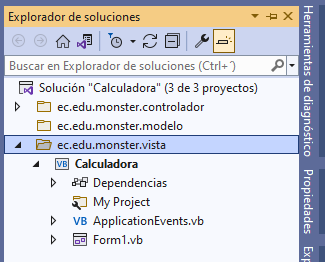 Explorador de soluciones
Buscar en Explorador de soluciones (Ctrl+´)
Solución "Calculadora" (3 de 3 proyectos)
ec.edu.monster.controlador
ec.edu.monster.modelo
ec.edu.monster.vista
VB Calculadora
Dependencias
My Project
VB ApplicationEvents.vb
Form1.vb
Herramientas de diagnóstico
Propiedades
Exp